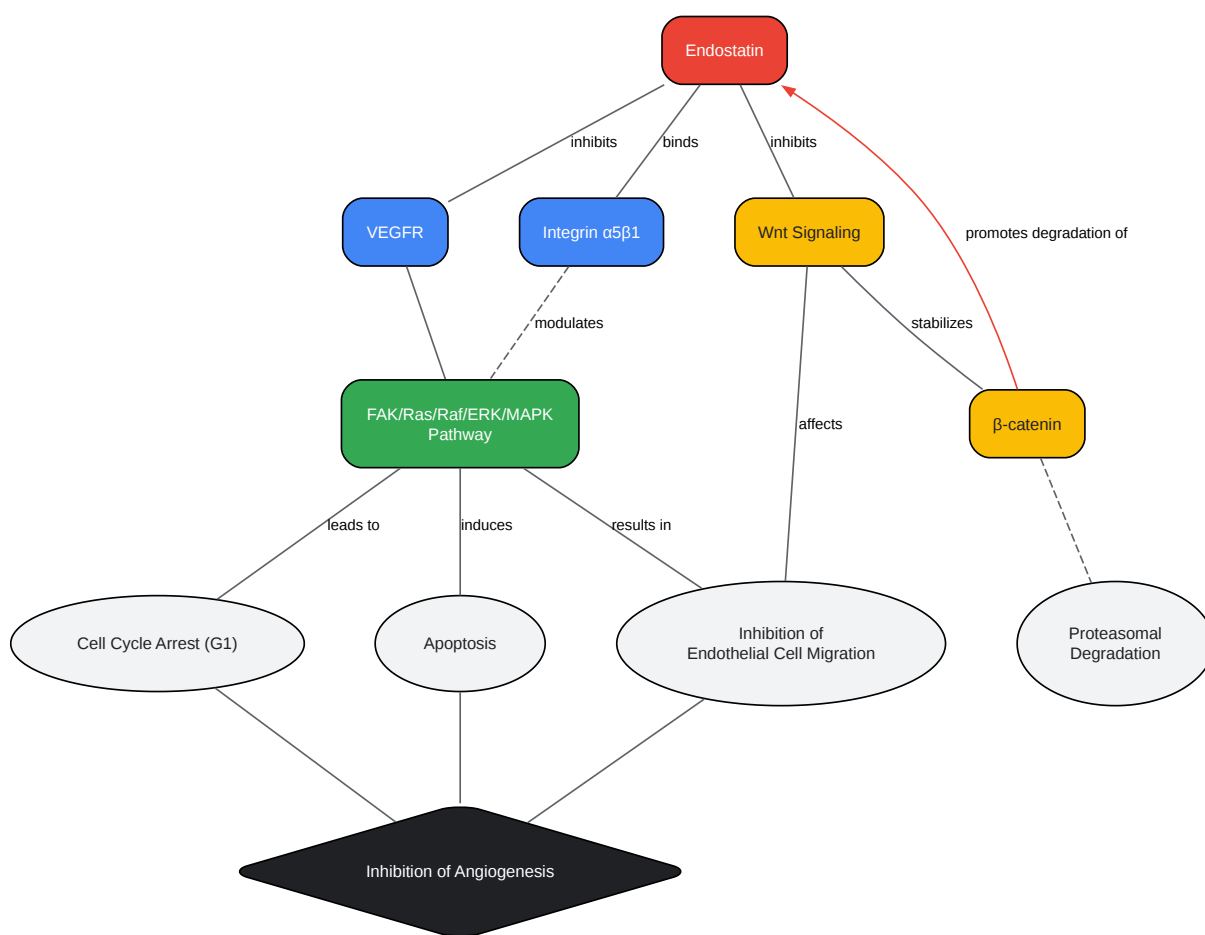 Endostatin
inhibits
binds
inhibits
VEGFR
Integrin α5β1
Wnt Signaling
promotes degradation of
modulates
stabilizes
FAK/Ras/Raf/ERK/MAPK
Pathway
affects
β-catenin
leads to
induces
results in
Cell Cycle Arrest (G1)
Apoptosis
Inhibition of
Endothelial Cell Migration
Proteasomal
Degradation
Inhibition of Angiogenesis